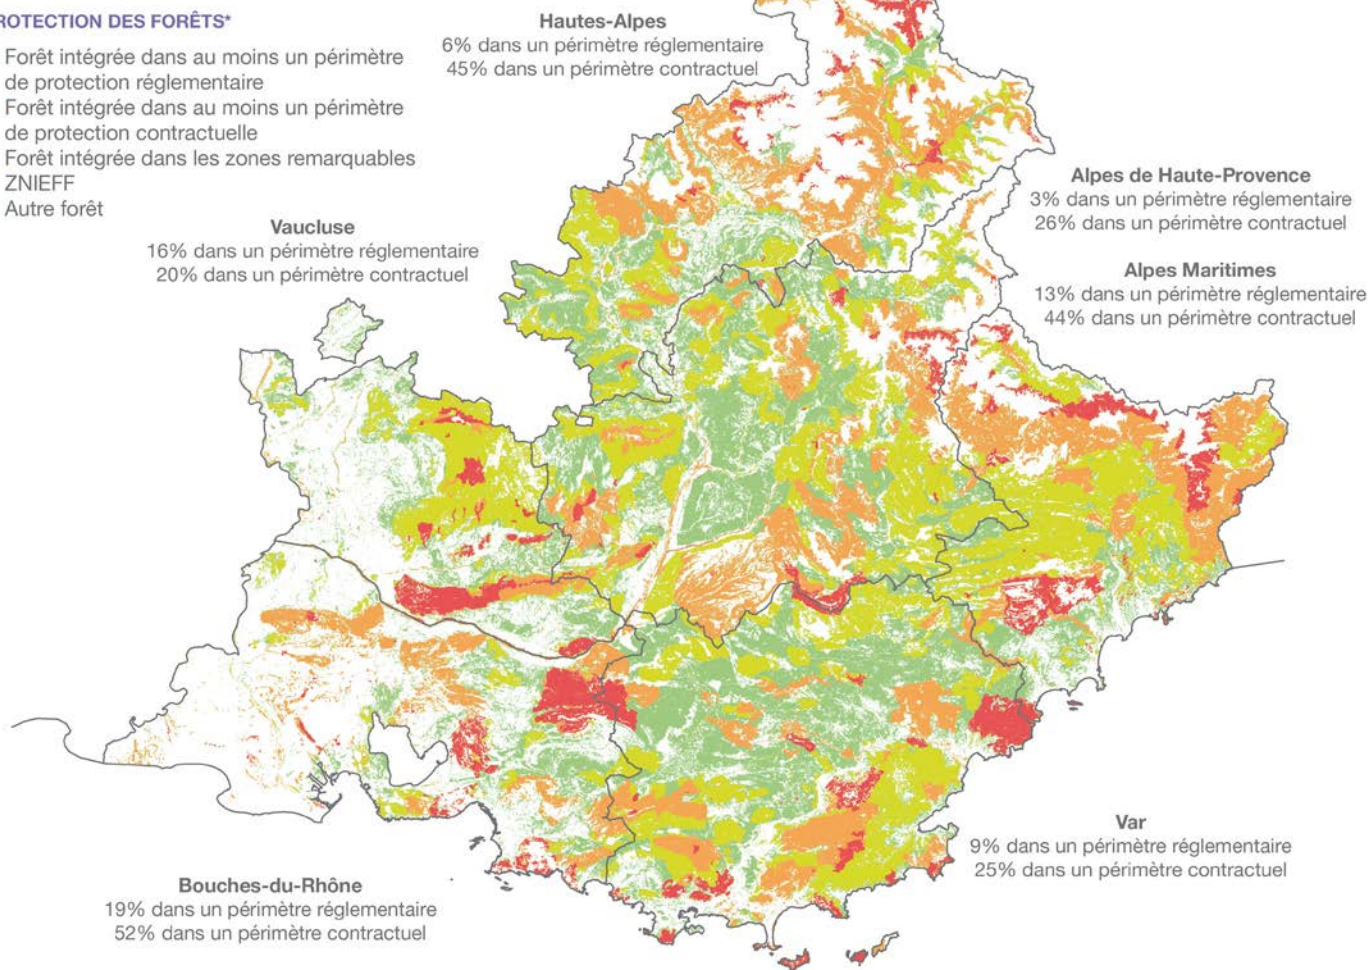 ROTECTION DES FORÊTS*
Forêt intégrée dans au moins un périmètre
de protection réglementaire
Forêt intégrée dans au moins un périmètre
de protection contractuelle
Forêt intégrée dans les zones remarquables
ZNIEFF
Autre forêt
Hautes-Alpes
6% dans un périmètre réglementaire
45% dans un périmètre contractuel
Alpes de Haute-Provence
3% dans un périmètre réglementaire
26% dans un périmètre contractuel
Vaucluse
16% dans un périmètre réglementaire
20% dans un périmètre contractuel
Alpes Maritimes
13% dans un périmètre réglementaire
44% dans un périmètre contractuel
Var
9% dans un périmètre réglementaire
25% dans un périmètre contractuel
Bouches-du-Rhône
19% dans un périmètre réglementaire
52% dans un périmètre contractuel